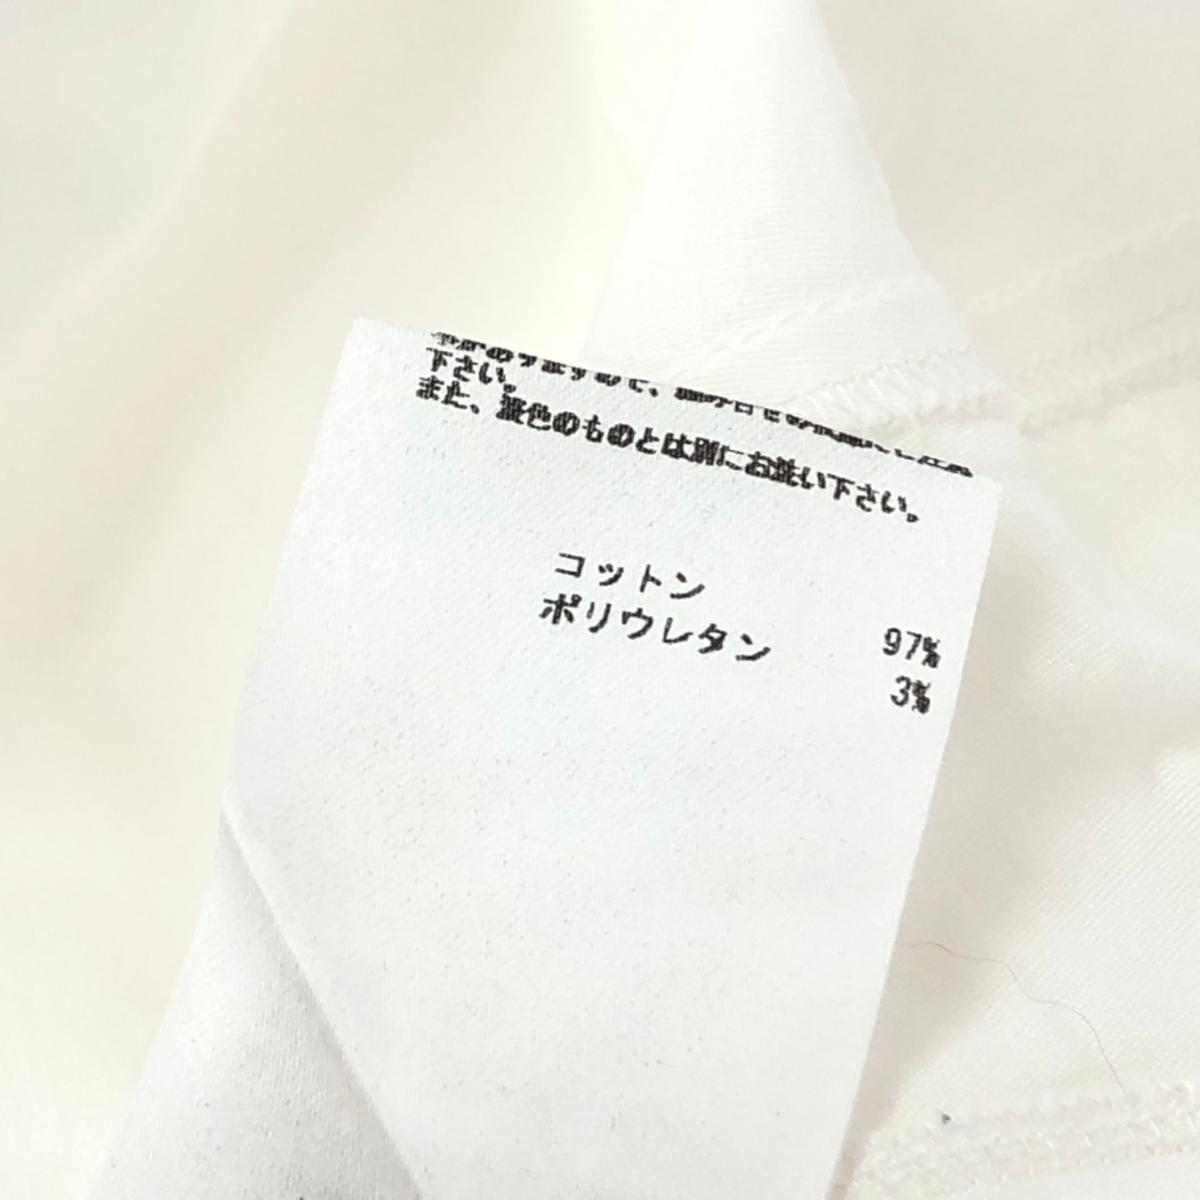 下さい。
また、濃色のものとは別にお洗い下さい。
コットン 97%
ポリウレタン 3%